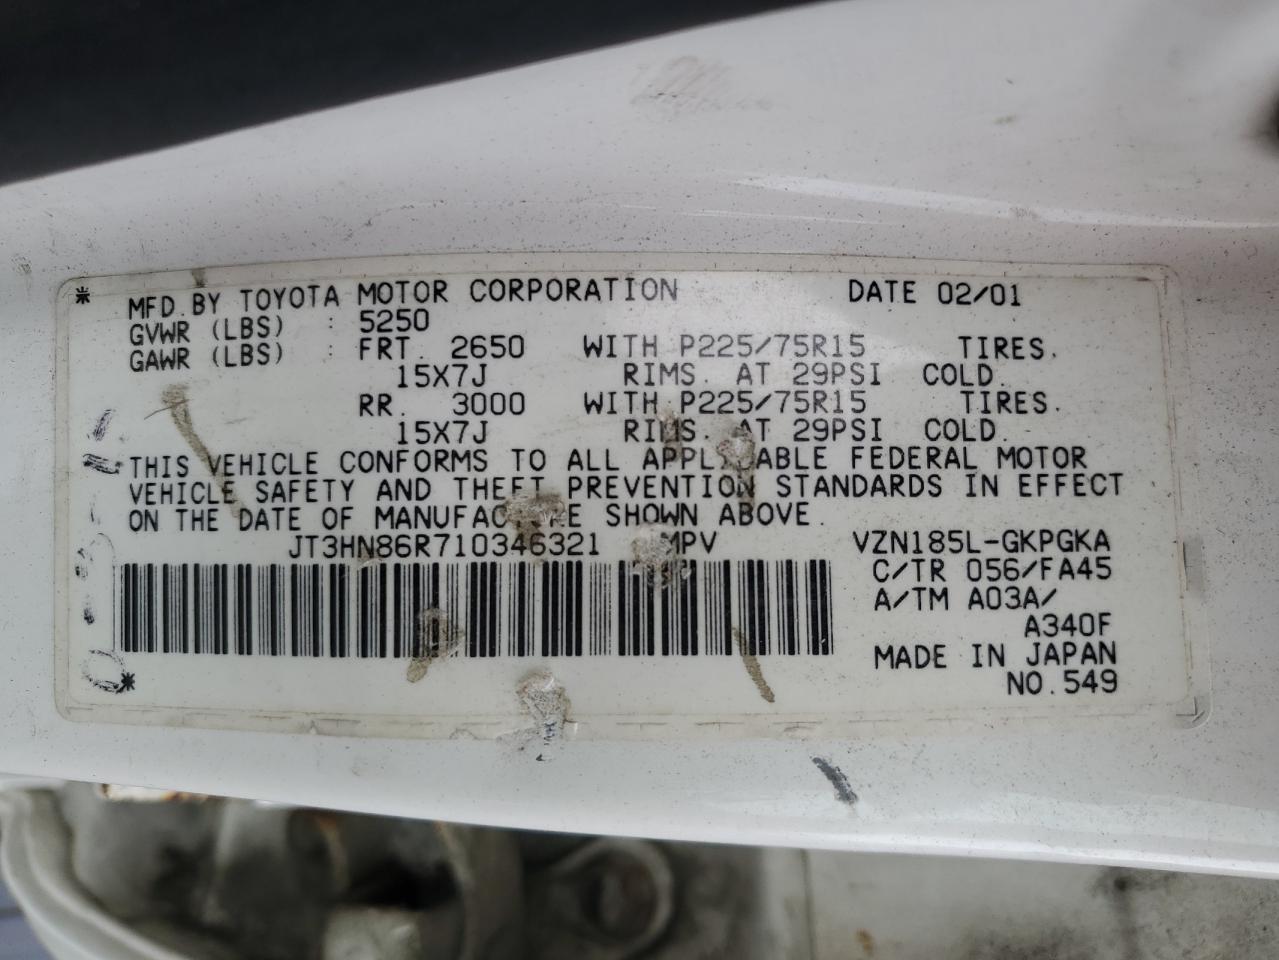 * MFD. BY TOYOTA MOTOR CORPORATION DATE 02/01
GVWR (LBS) : 5250
GAWR (LBS) : FRT. 2650 WITH P225/75R15 TIRES.
15X7J RIMS. AT 29PSI COLD.
RR. 3000 WITH P225/75R15 TIRES.
15X7J RIMS. AT 29PSI COLD.
THIS VEHICLE CONFORMS TO ALL APPLICABLE FEDERAL MOTOR
VEHICLE SAFETY AND THEFT PREVENTION STANDARDS IN EFFECT
ON THE DATE OF MANUFACTURE SHOWN ABOVE.
JT3HN86R710346321 MPV VZN185L-GKPGKA
C/TR 056/FA45
A/TM A03A/
A340F
MADE IN JAPAN
* NO.549